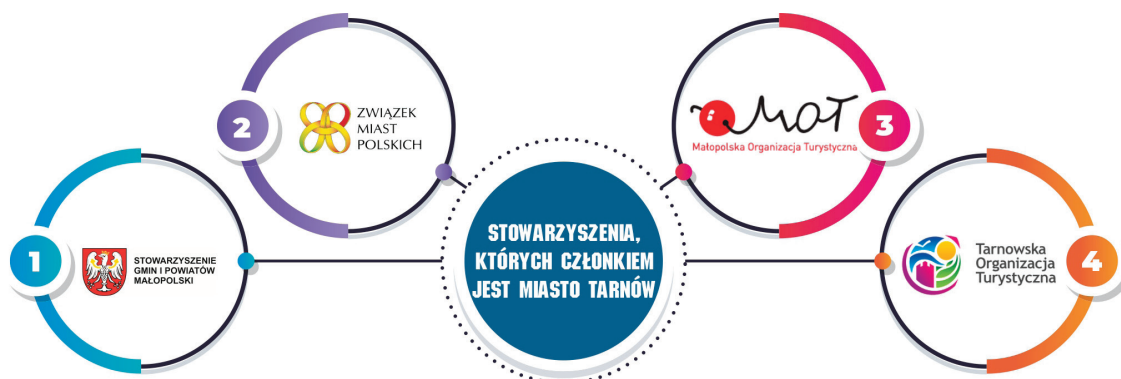 1
STOWARZYSZENIE
GMIN I POWIATÓW
MAŁOPOLSKI
2
ZWIĄZEK
MIAST
POLSKICH
STOWARZYSZENIA,
KTÓRYCH CZŁONKIEM
JEST MIASTO TARNÓW
MOT
Małopolska Organizacja Turystyczna
3
Tarnowska
Organizacja
Turystyczna
4